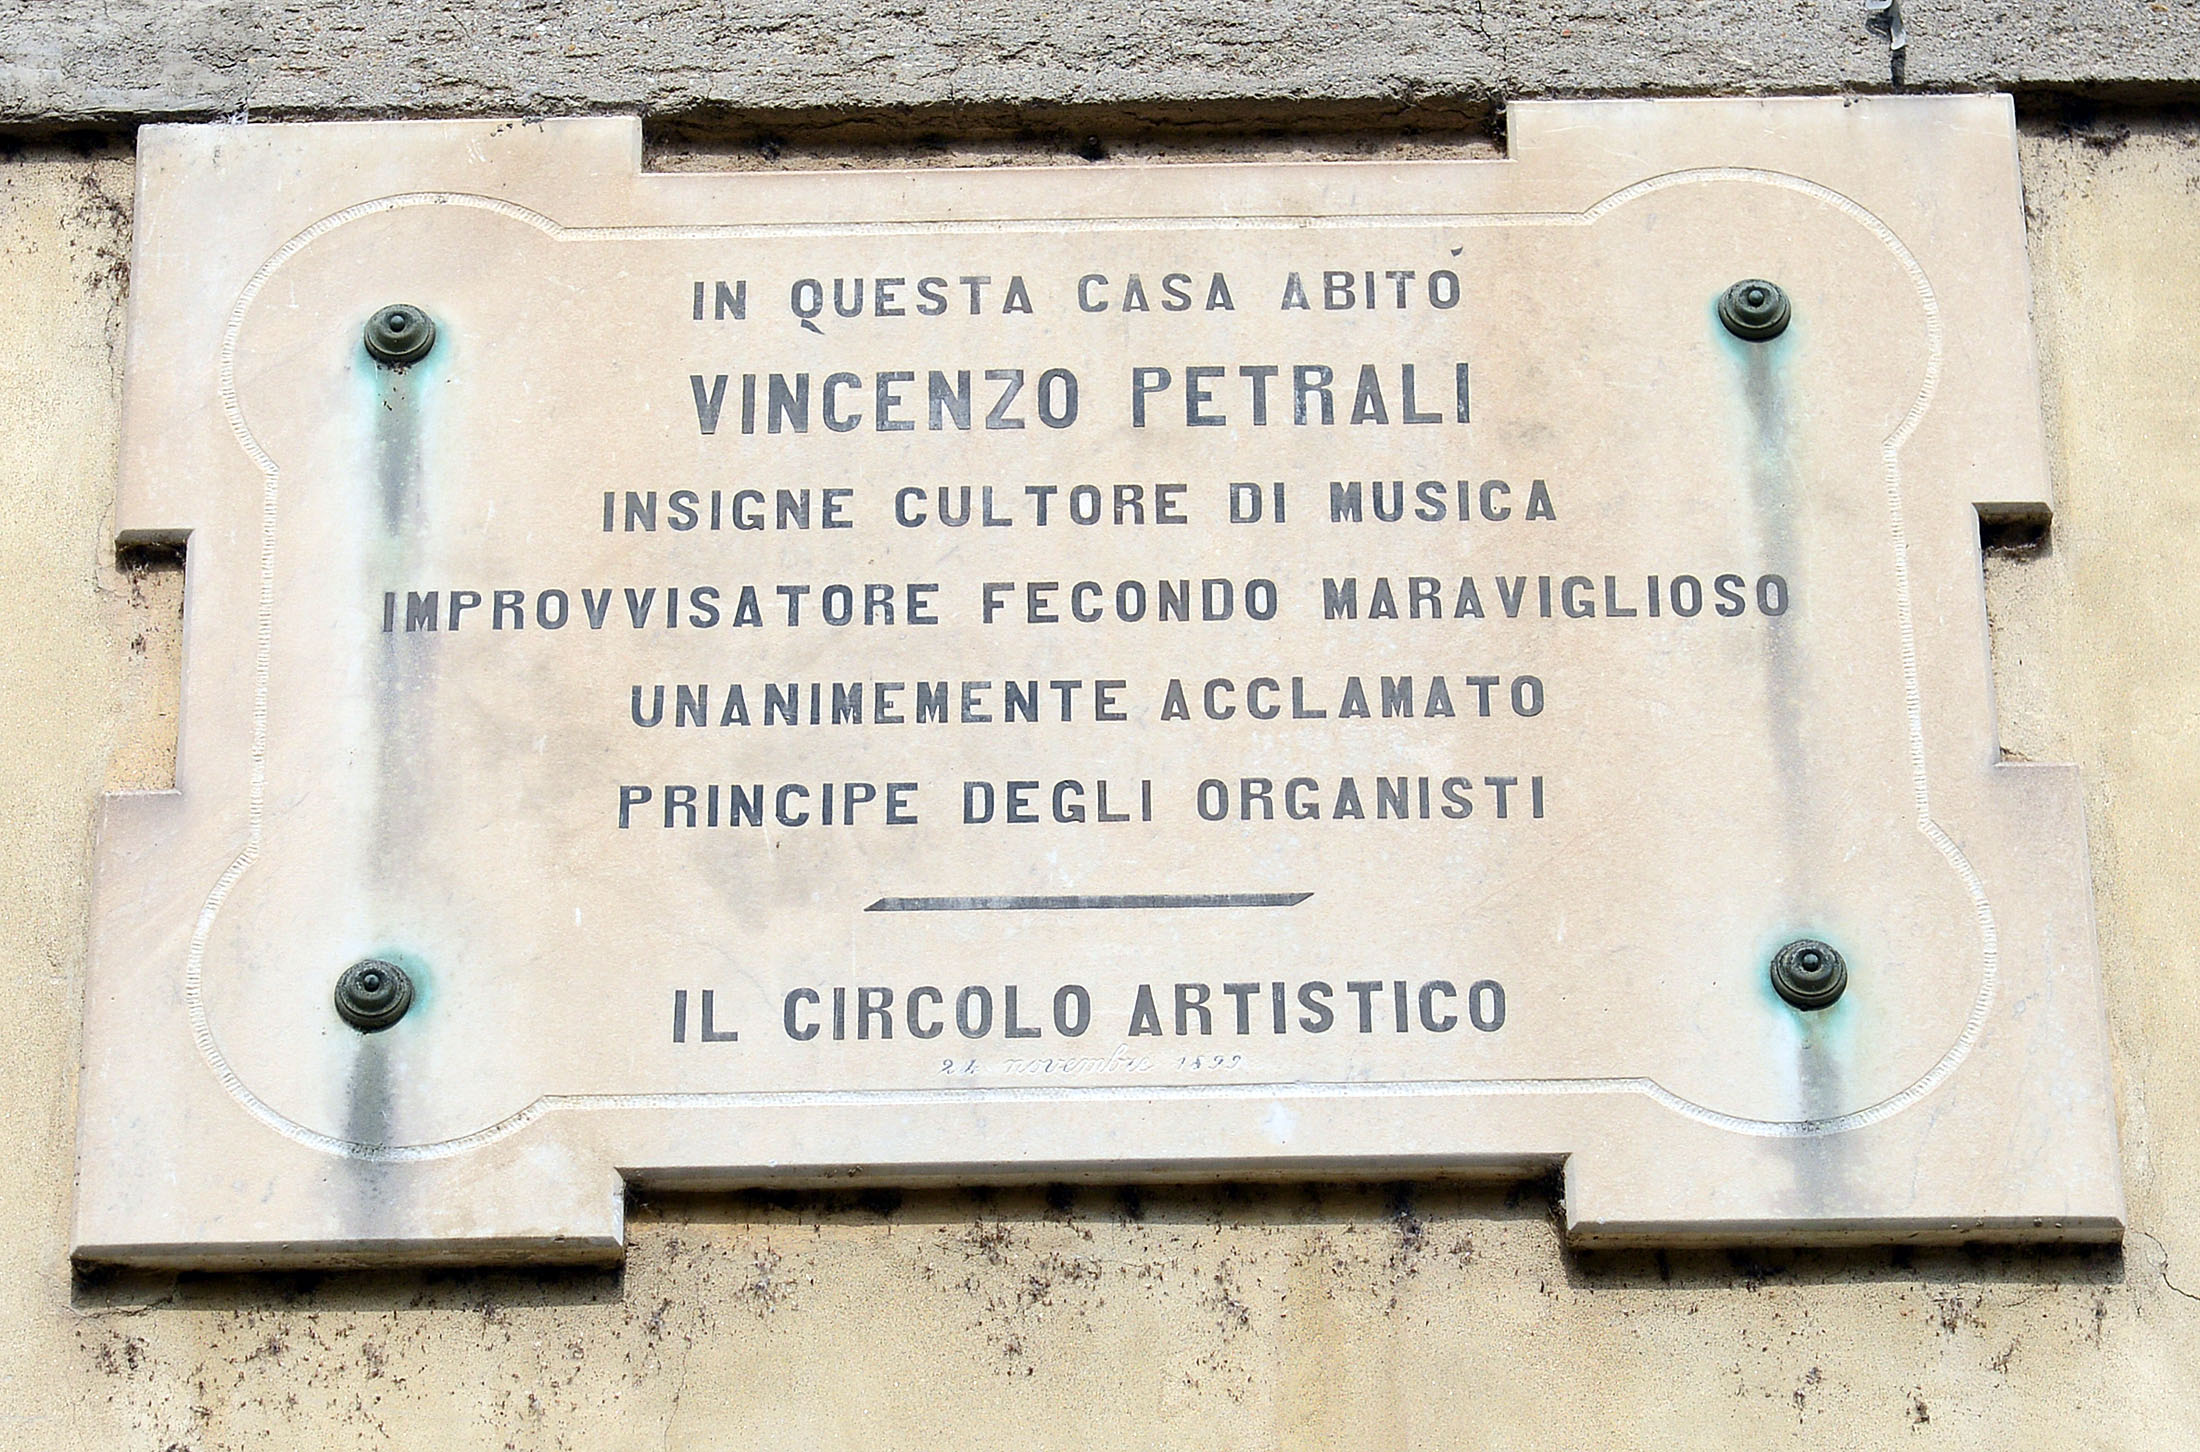 IN QUESTA CASA ABITÒ
VINCENZO PETRALI
INSIGNE CULTORE DI MUSICA
IMPROVVISATORE FECONDO MARAVIGLIOSO
UNANIMEMENTE ACCLAMATO
PRINCIPE DEGLI ORGANISTI
IL CIRCOLO ARTISTICO
24 novembre 1899